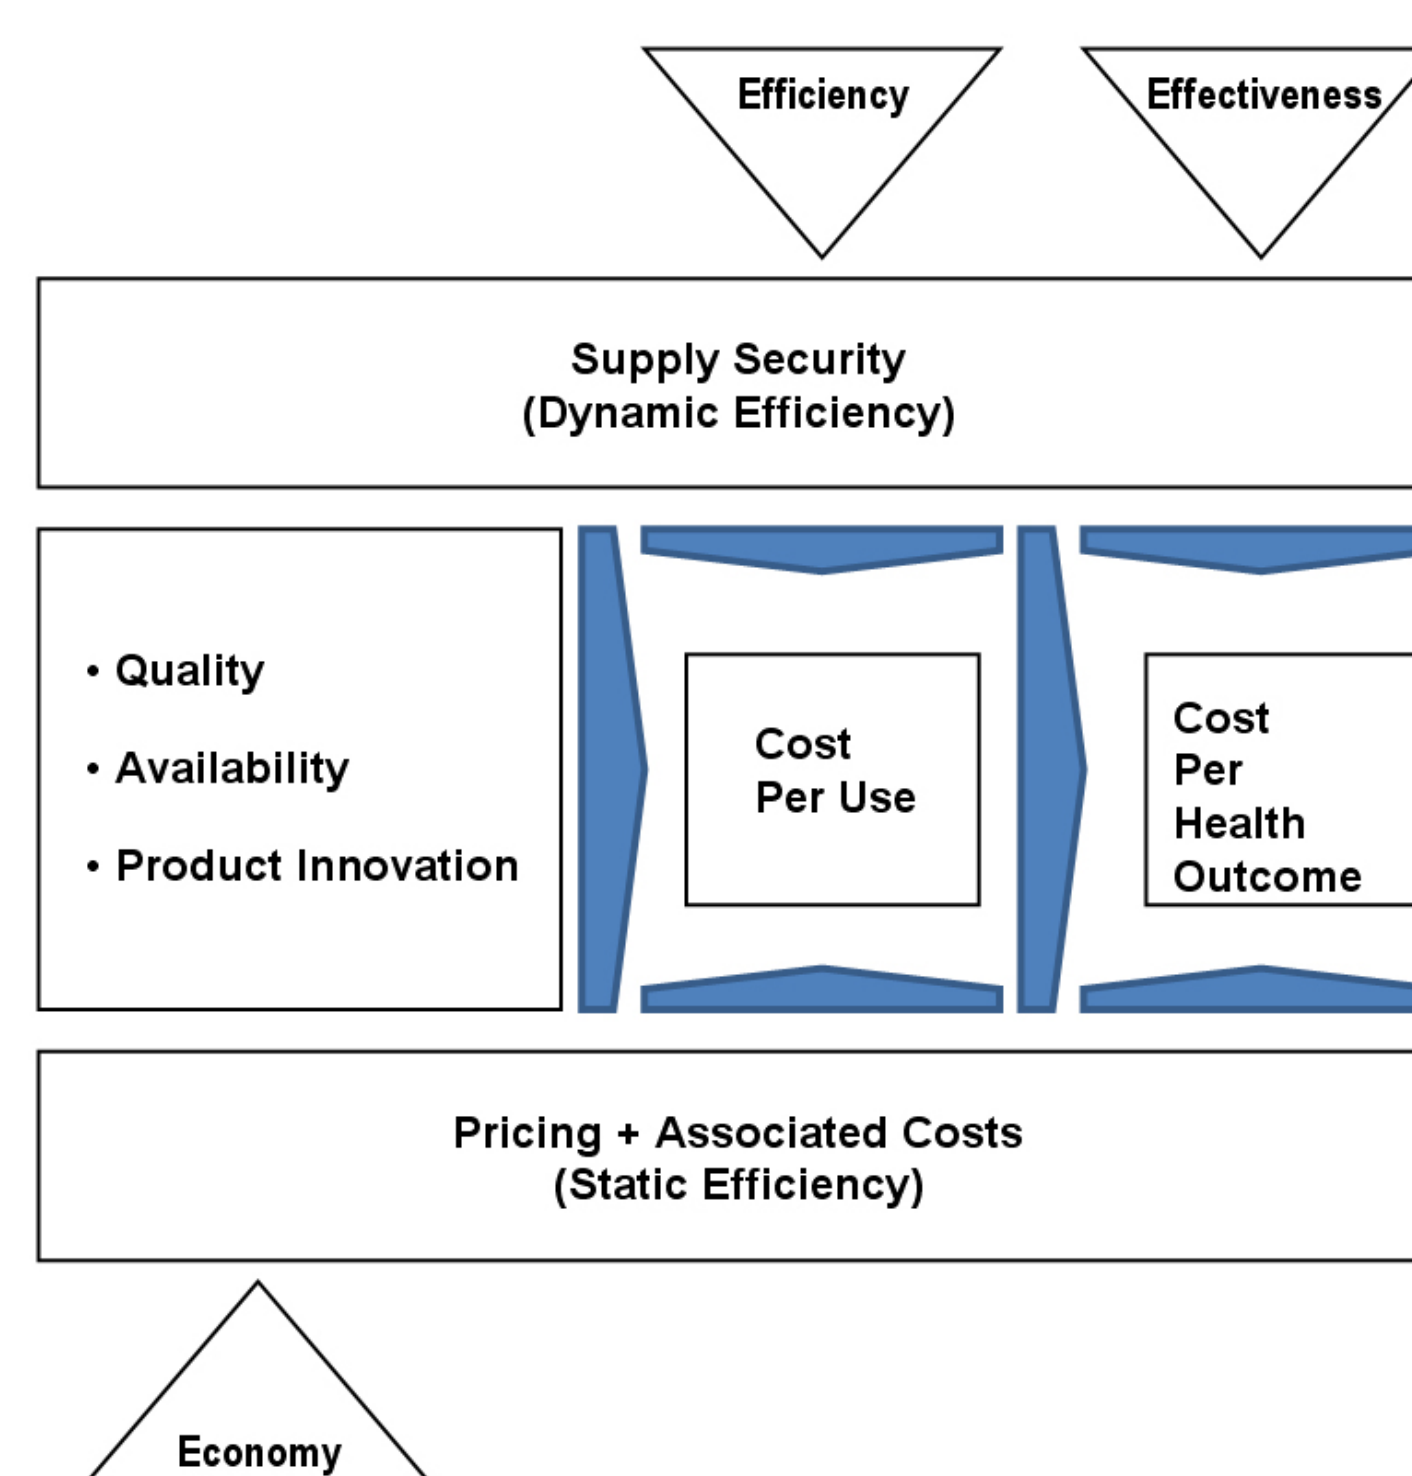 Efficiency
Effectiveness
Supply Security
(Dynamic Efficiency)
• Quality
• Availability
• Product Innovation
Cost
Per Use
Cost
Per
Health
Outcome
Pricing + Associated Costs
(Static Efficiency)
Economy